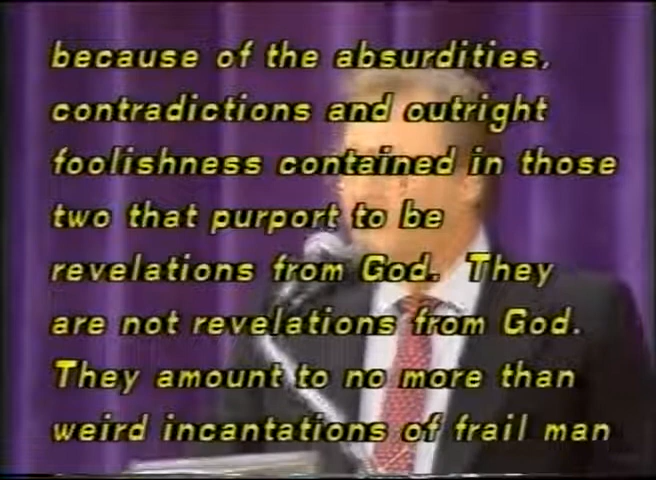 because of the absurdities,
contradictions and outright
foolishness contained in those
two that purport to be
revelations from God. They
are not revelations from God.
They amount to no more than
weird incantations of frail man